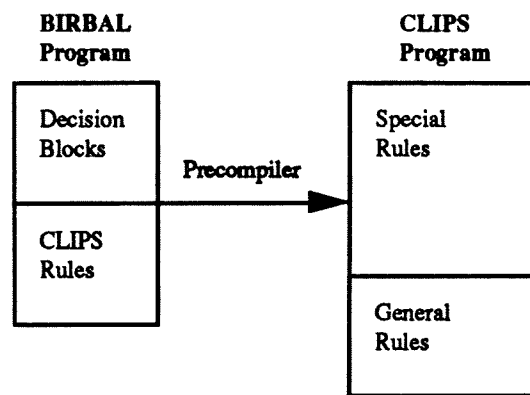 BIRBAL
Program
CLIPS
Program
Decision
Blocks
Special
Rules
Precompiler
CLIPS
Rules
General
Rules